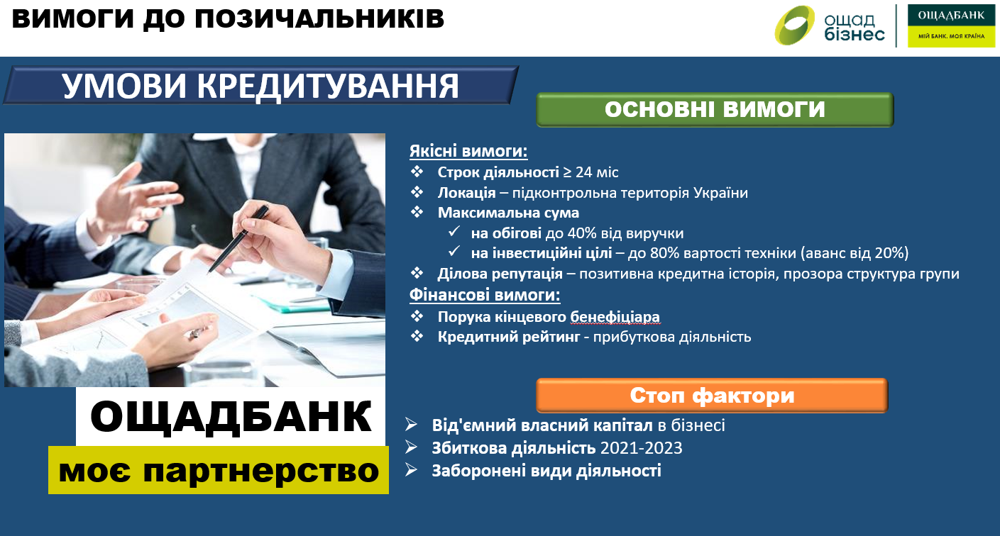 ВИМОГИ ДО ПОЗИЧАЛЬНИКІВ
ощад
бізнес
ОЩАДБАНК
МІЙ БАНК. МОЯ КРАЇНА
УМОВИ КРЕДИТУВАННЯ
ОСНОВНІ ВИМОГИ
Якісні вимоги:
❖ Строк діяльності ≥ 24 міс
❖ Локація – підконтрольна територія України
❖ Максимальна сума
✓ на обігові до 40% від виручки
✓ на інвестиційні цілі – до 80% вартості техніки (аванс від 20%)
❖ Ділова репутація – позитивна кредитна історія, прозора структура групи
Фінансові вимоги:
❖ Порука кінцевого бенефіціара
❖ Кредитний рейтинг - прибуткова діяльність
Стоп фактори
➢ Від'ємний власний капітал в бізнесі
➢ Збиткова діяльність 2021-2023
➢ Заборонені види діяльності
ОЩАДБАНК
моє партнерство